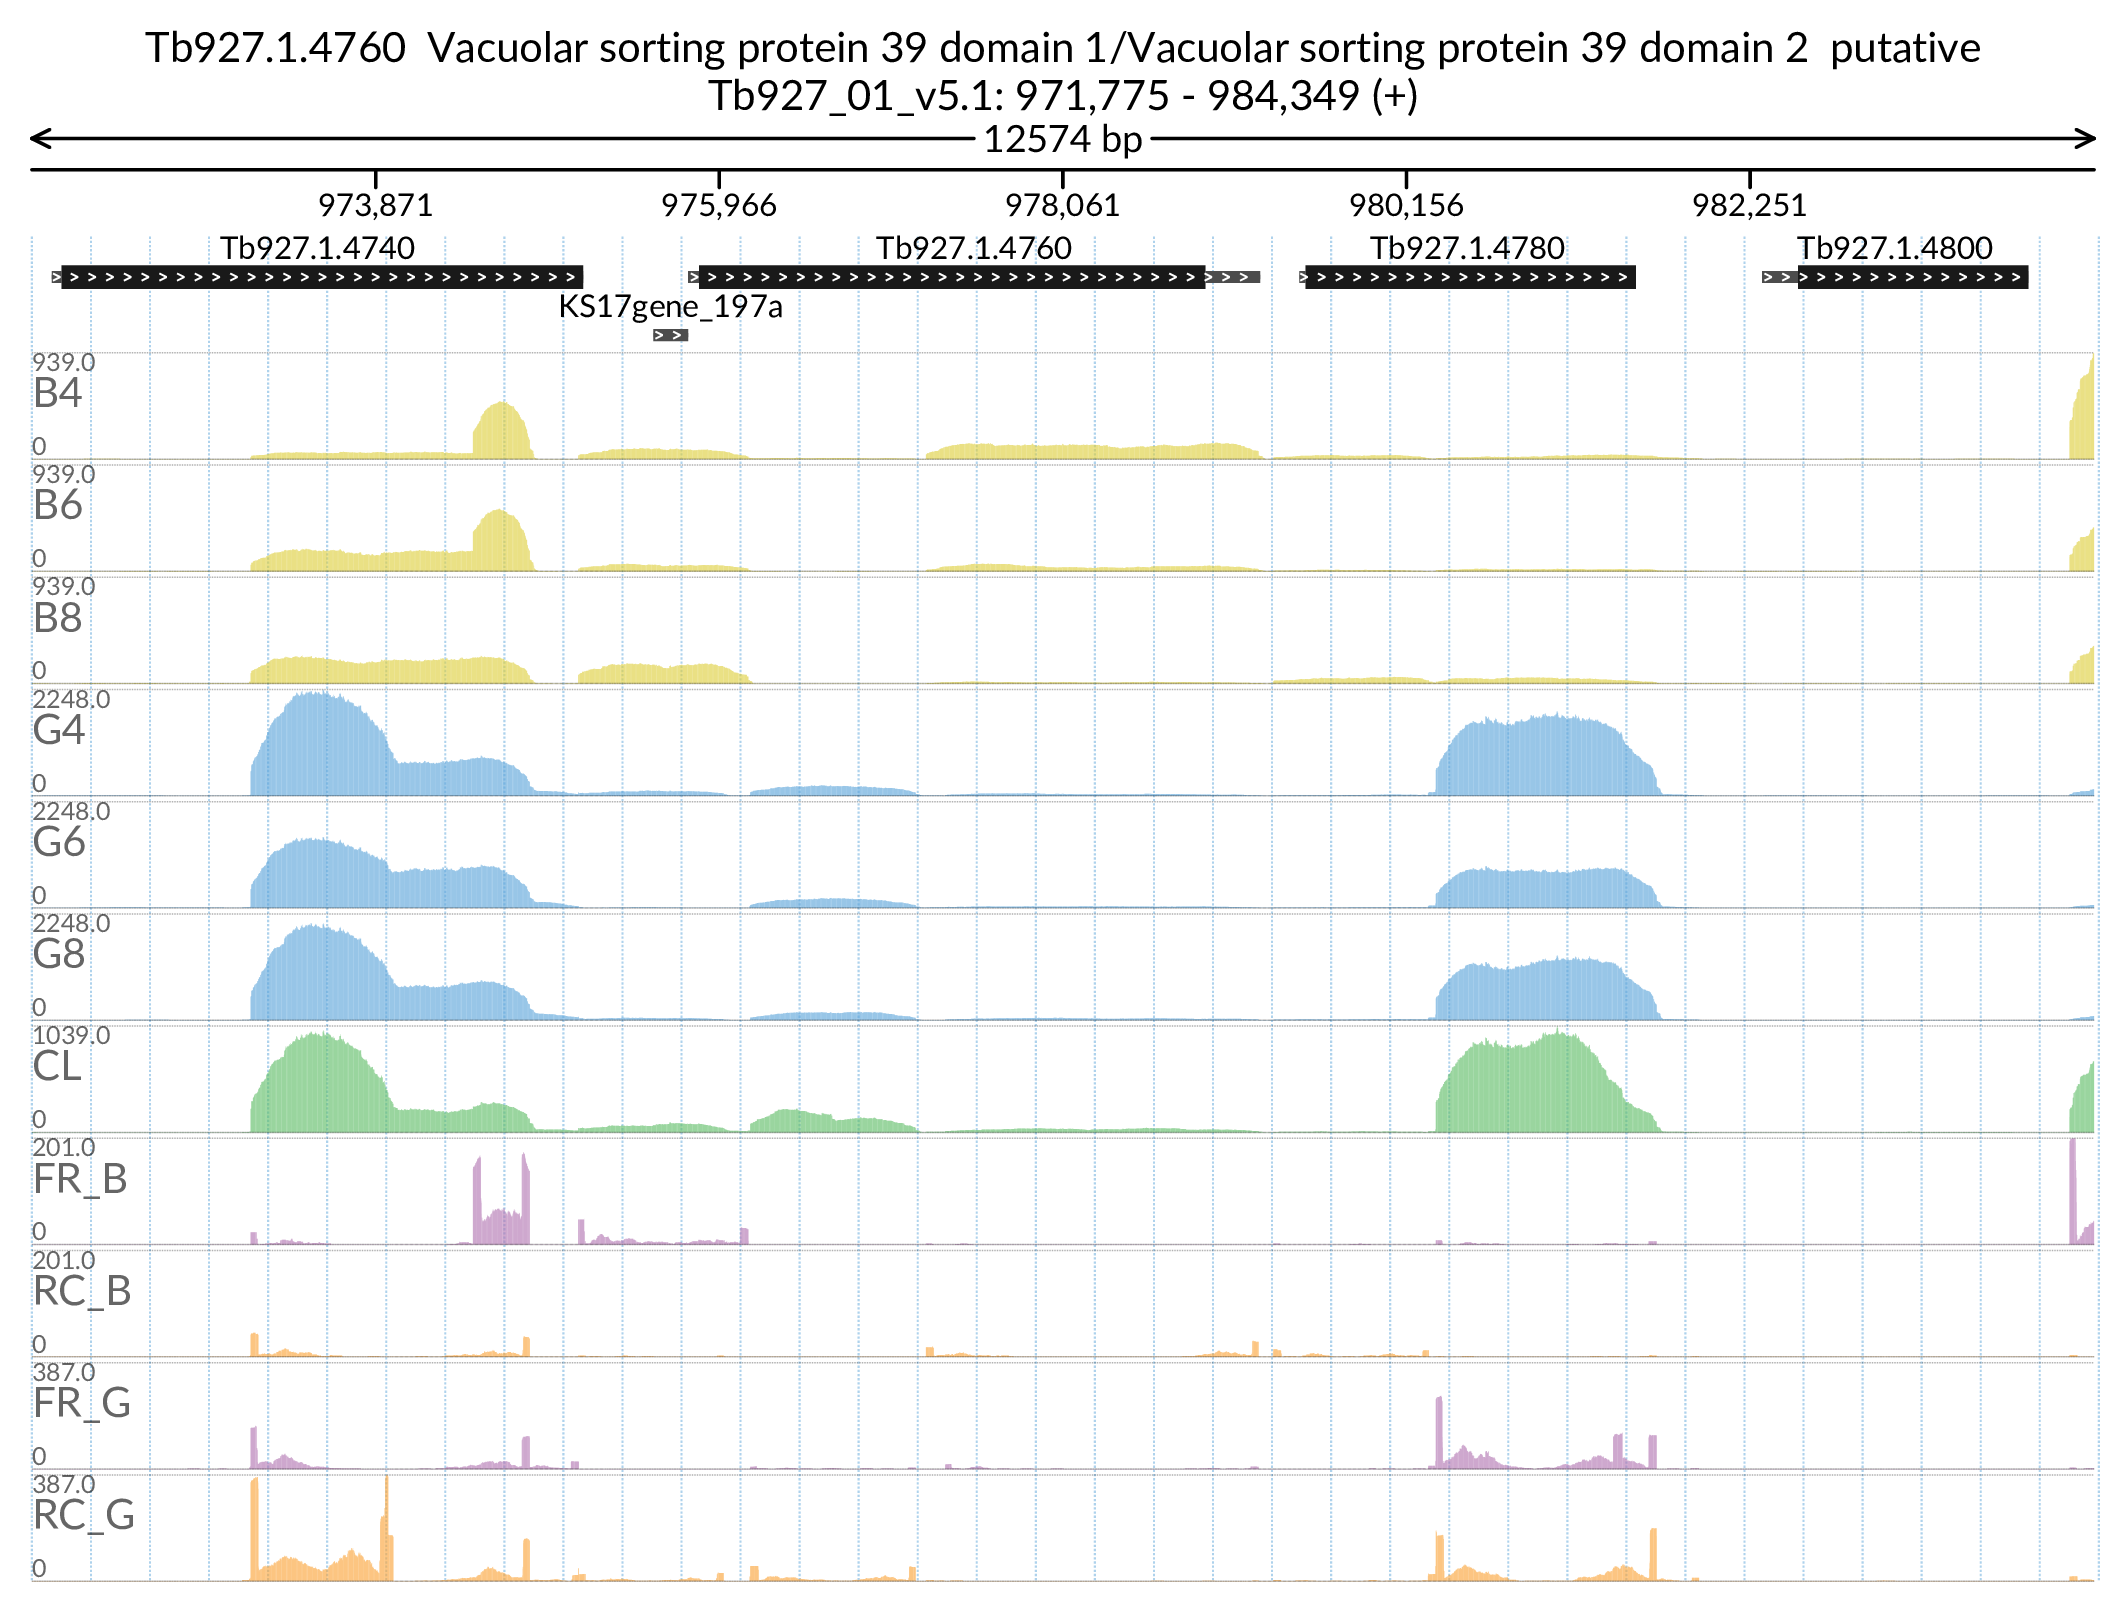 Tb927.1.4760  Vacuolar sorting protein 39 domain 1/Vacuolar sorting protein 39 domain 2  putative
Tb927_01_v5.1: 971,775 - 984,349 (+)
12574 bp
973,871 975,966 978,061 980,156 982,251
Tb927.1.4740 Tb927.1.4760 Tb927.1.4780 Tb927.1.4800
KS17gene_197a
939.0
B4
0
939.0
B6
0
939.0
B8
0
2248.0
G4
0
2248.0
G6
0
2248.0
G8
0
1039.0
CL
0
201.0
FR_B
0
201.0
RC_B
0
387.0
FR_G
0
387.0
RC_G
0